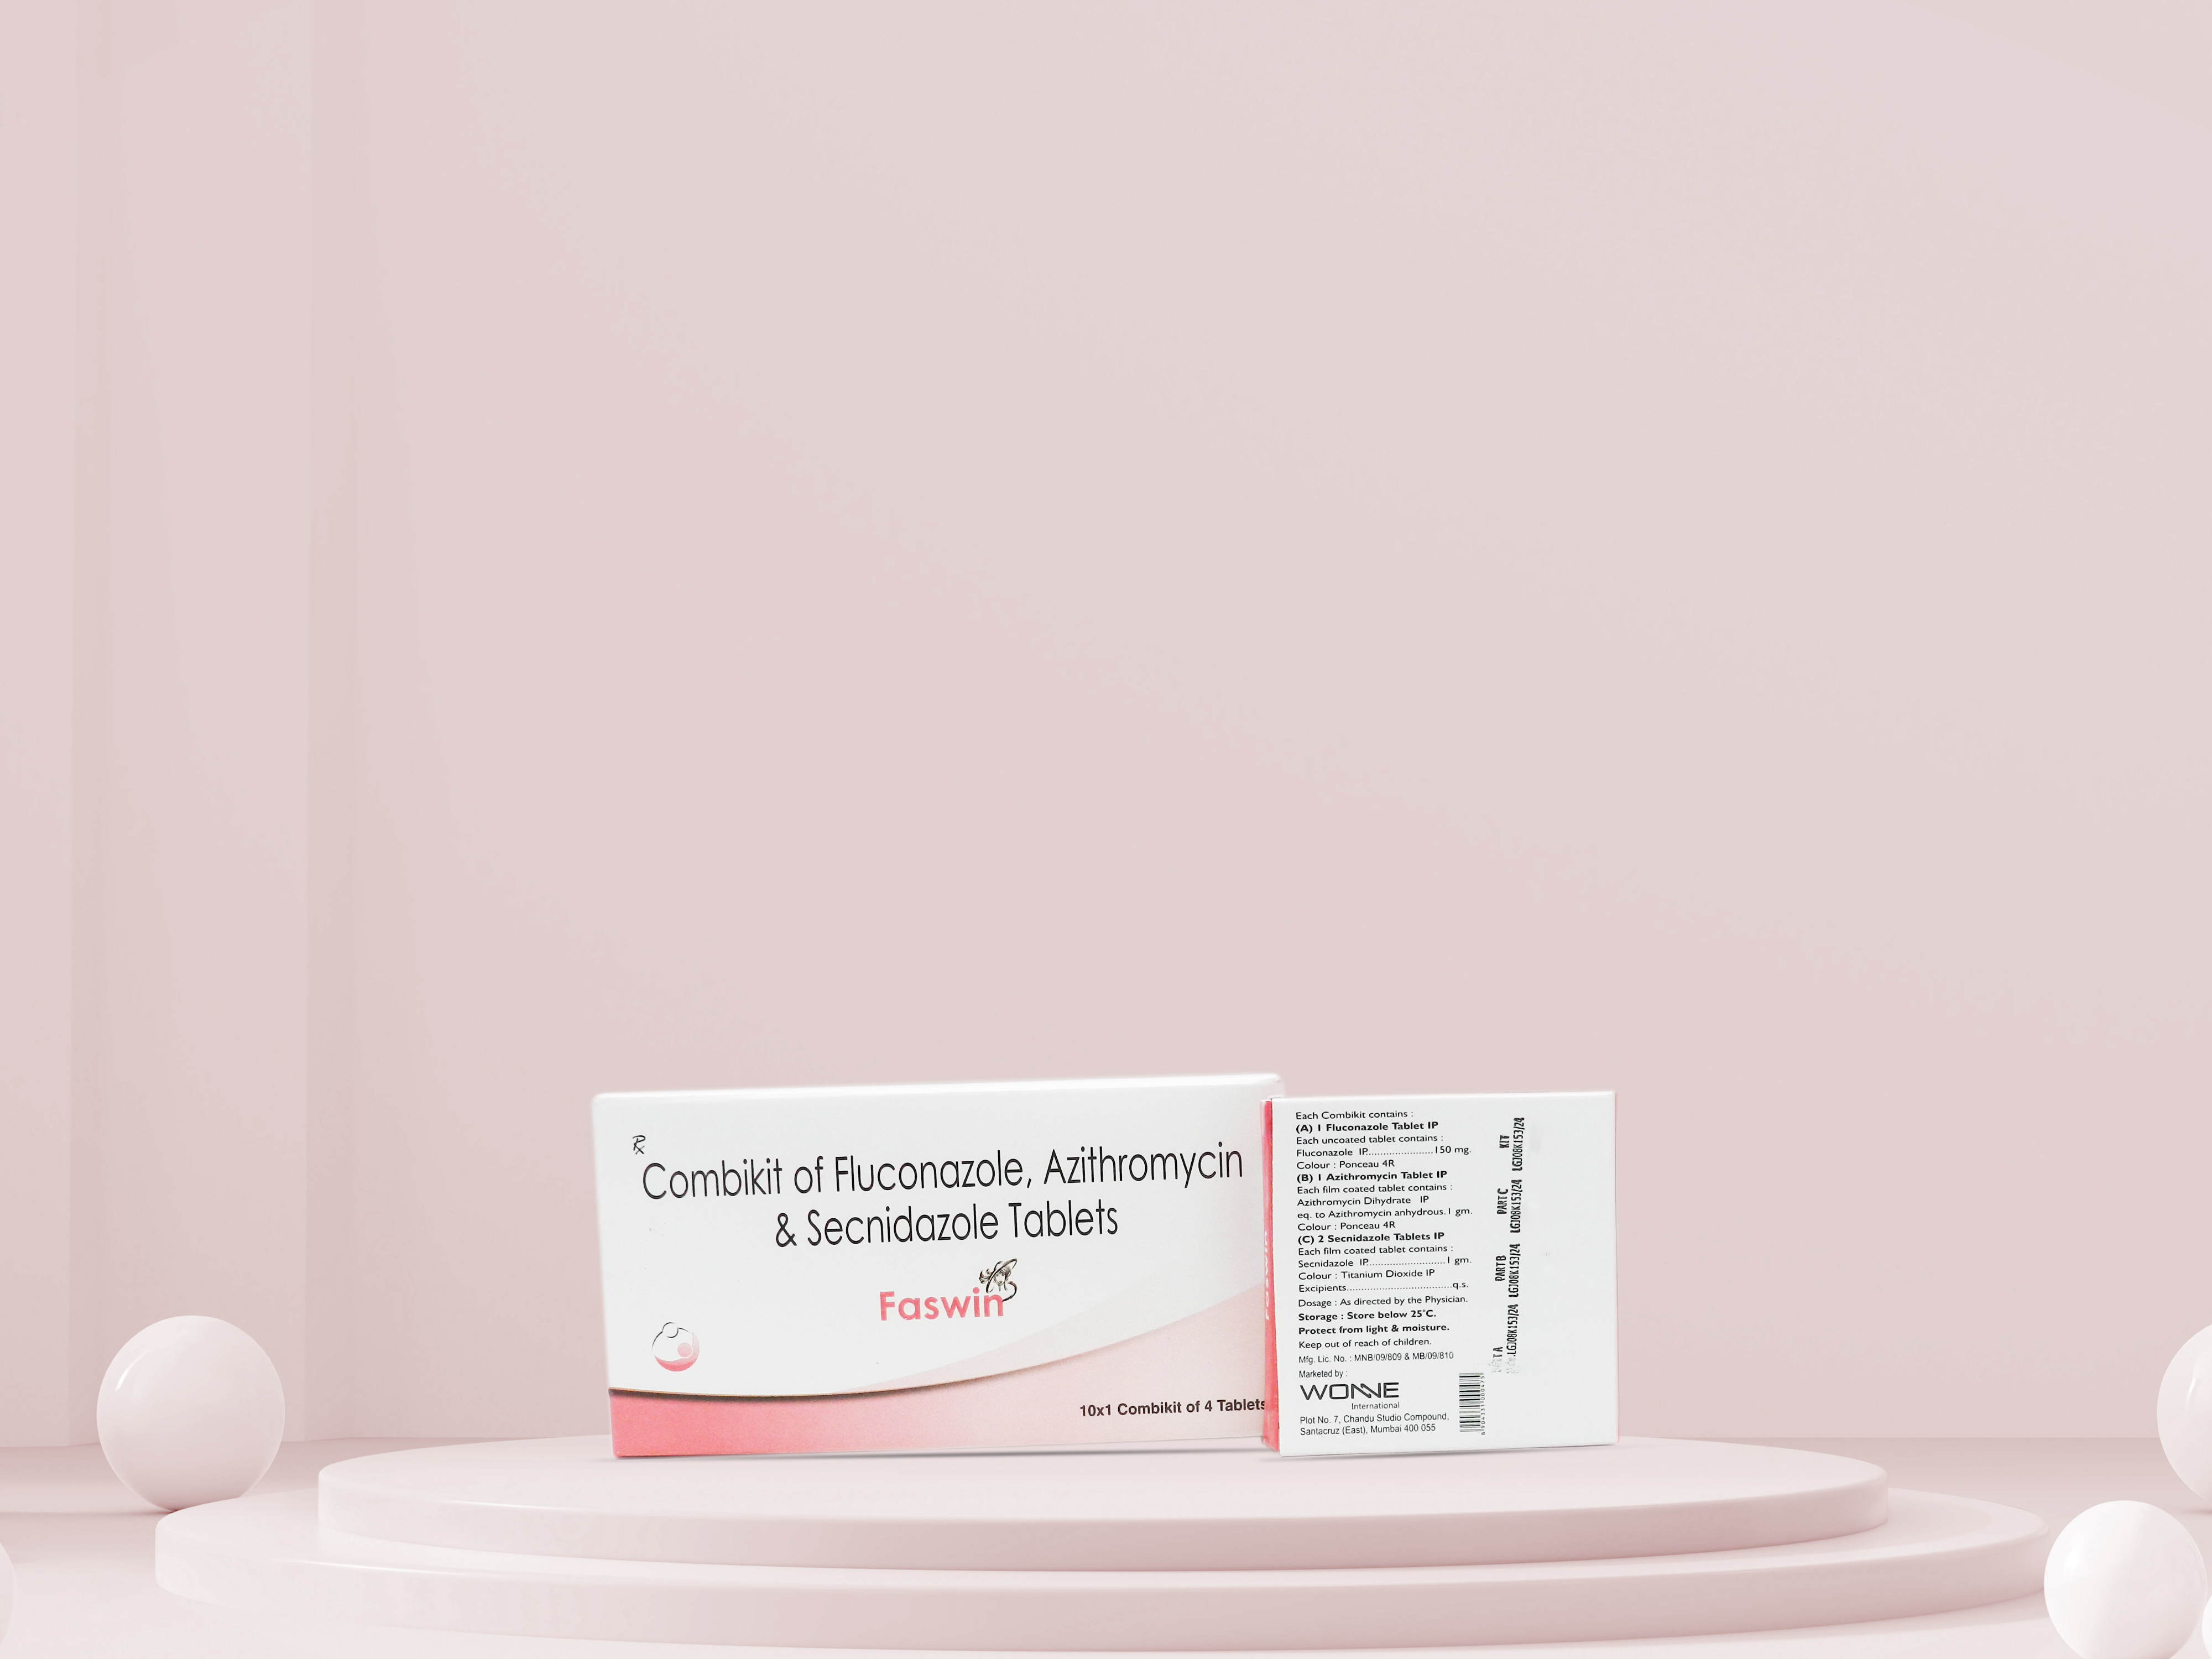 Rx
Combikit of Fluconazole, Azithromycin
& Secnidazole Tablets
Faswin
10x1 Combikit of 4 Tablets
Each Combikit contains :
(A) 1 Fluconazole Tablet IP
Each uncoated tablet contains :
Fluconazole IP......................150 mg.
Colour : Ponceau 4R
(B) 1 Azithromycin Tablet IP
Each film coated tablet contains :
Azithromycin Dihydrate IP
eq. to Azithromycin anhydrous.1 gm.
Colour : Ponceau 4R
(C) 2 Secnidazole Tablets IP
Each film coated tablet contains :
Secnidazole IP..........................1 gm.
Colour : Titanium Dioxide IP
Excipients...................................q.s.
Dosage : As directed by the Physician.
Storage : Store below 25°C.
Protect from light & moisture.
Keep out of reach of children.
Mfg. Lic. No. : MNB/09/809 & MB/09/810
Marketed by :
WONNE
International
Plot No. 7, Chandu Studio Compound,
Santacruz (East), Mumbai 400 055
KIT
PART C
PART B